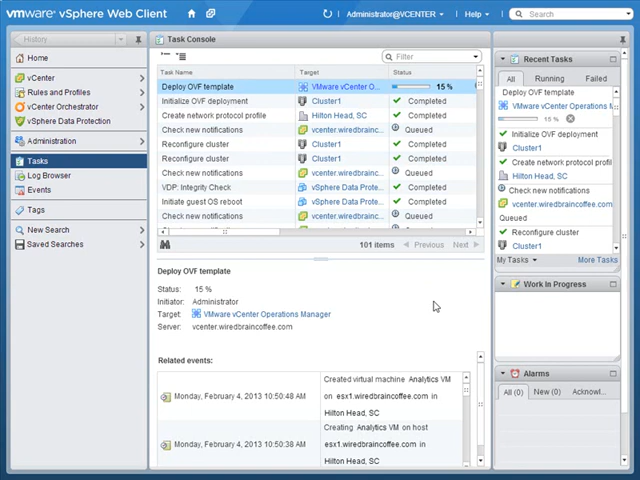 vmware® vSphere Web Client
Administrator@VCENTER
Help
Search
History
Home
vCenter
Rules and Profiles
vCenter Orchestrator
vSphere Data Protection
Administration
Tasks
Log Browser
Events
Tags
New Search
Saved Searches
Task Console
Filter
Task Name Target Status
Deploy OVF template VMware vCenter O... 15 %
Initialize OVF deployment Cluster1 Completed
Create network protocol profile Hilton Head, SC Completed
Check new notifications vcenter.wiredbrainc... Queued
Reconfigure cluster Cluster1 Completed
Reconfigure cluster Cluster1 Completed
Check new notifications vcenter.wiredbrainc... Queued
VDP: Integrity Check vSphere Data Prote... Completed
Initiate guest OS reboot vSphere Data Prote... Completed
Check new notifications vcenter.wiredbrainc... Queued
101 items Previous Next
Deploy OVF template
Status: 15 %
Initiator: Administrator
Target: VMware vCenter Operations Manager
Server: vcenter.wiredbraincoffee.com
Related events:
Monday, February 4, 2013 10:50:48 AM
Created virtual machine Analytics VM
on esx1.wiredbraincoffee.com in
Hilton Head, SC
Monday, February 4, 2013 10:50:38 AM
Creating Analytics VM on host
esx1.wiredbraincoffee.com in
Hilton Head, SC
Recent Tasks
All Running Failed
Deploy OVF template
VMware vCenter Operations M
15 %
Initialize OVF deployment
Cluster1
Create network protocol profil
Hilton Head, SC
Check new notifications
vcenter.wiredbraincoffee.com
Queued
Reconfigure cluster
Cluster1
My Tasks More Tasks
Work In Progress
Alarms
All (0) New (0) Acknowl...